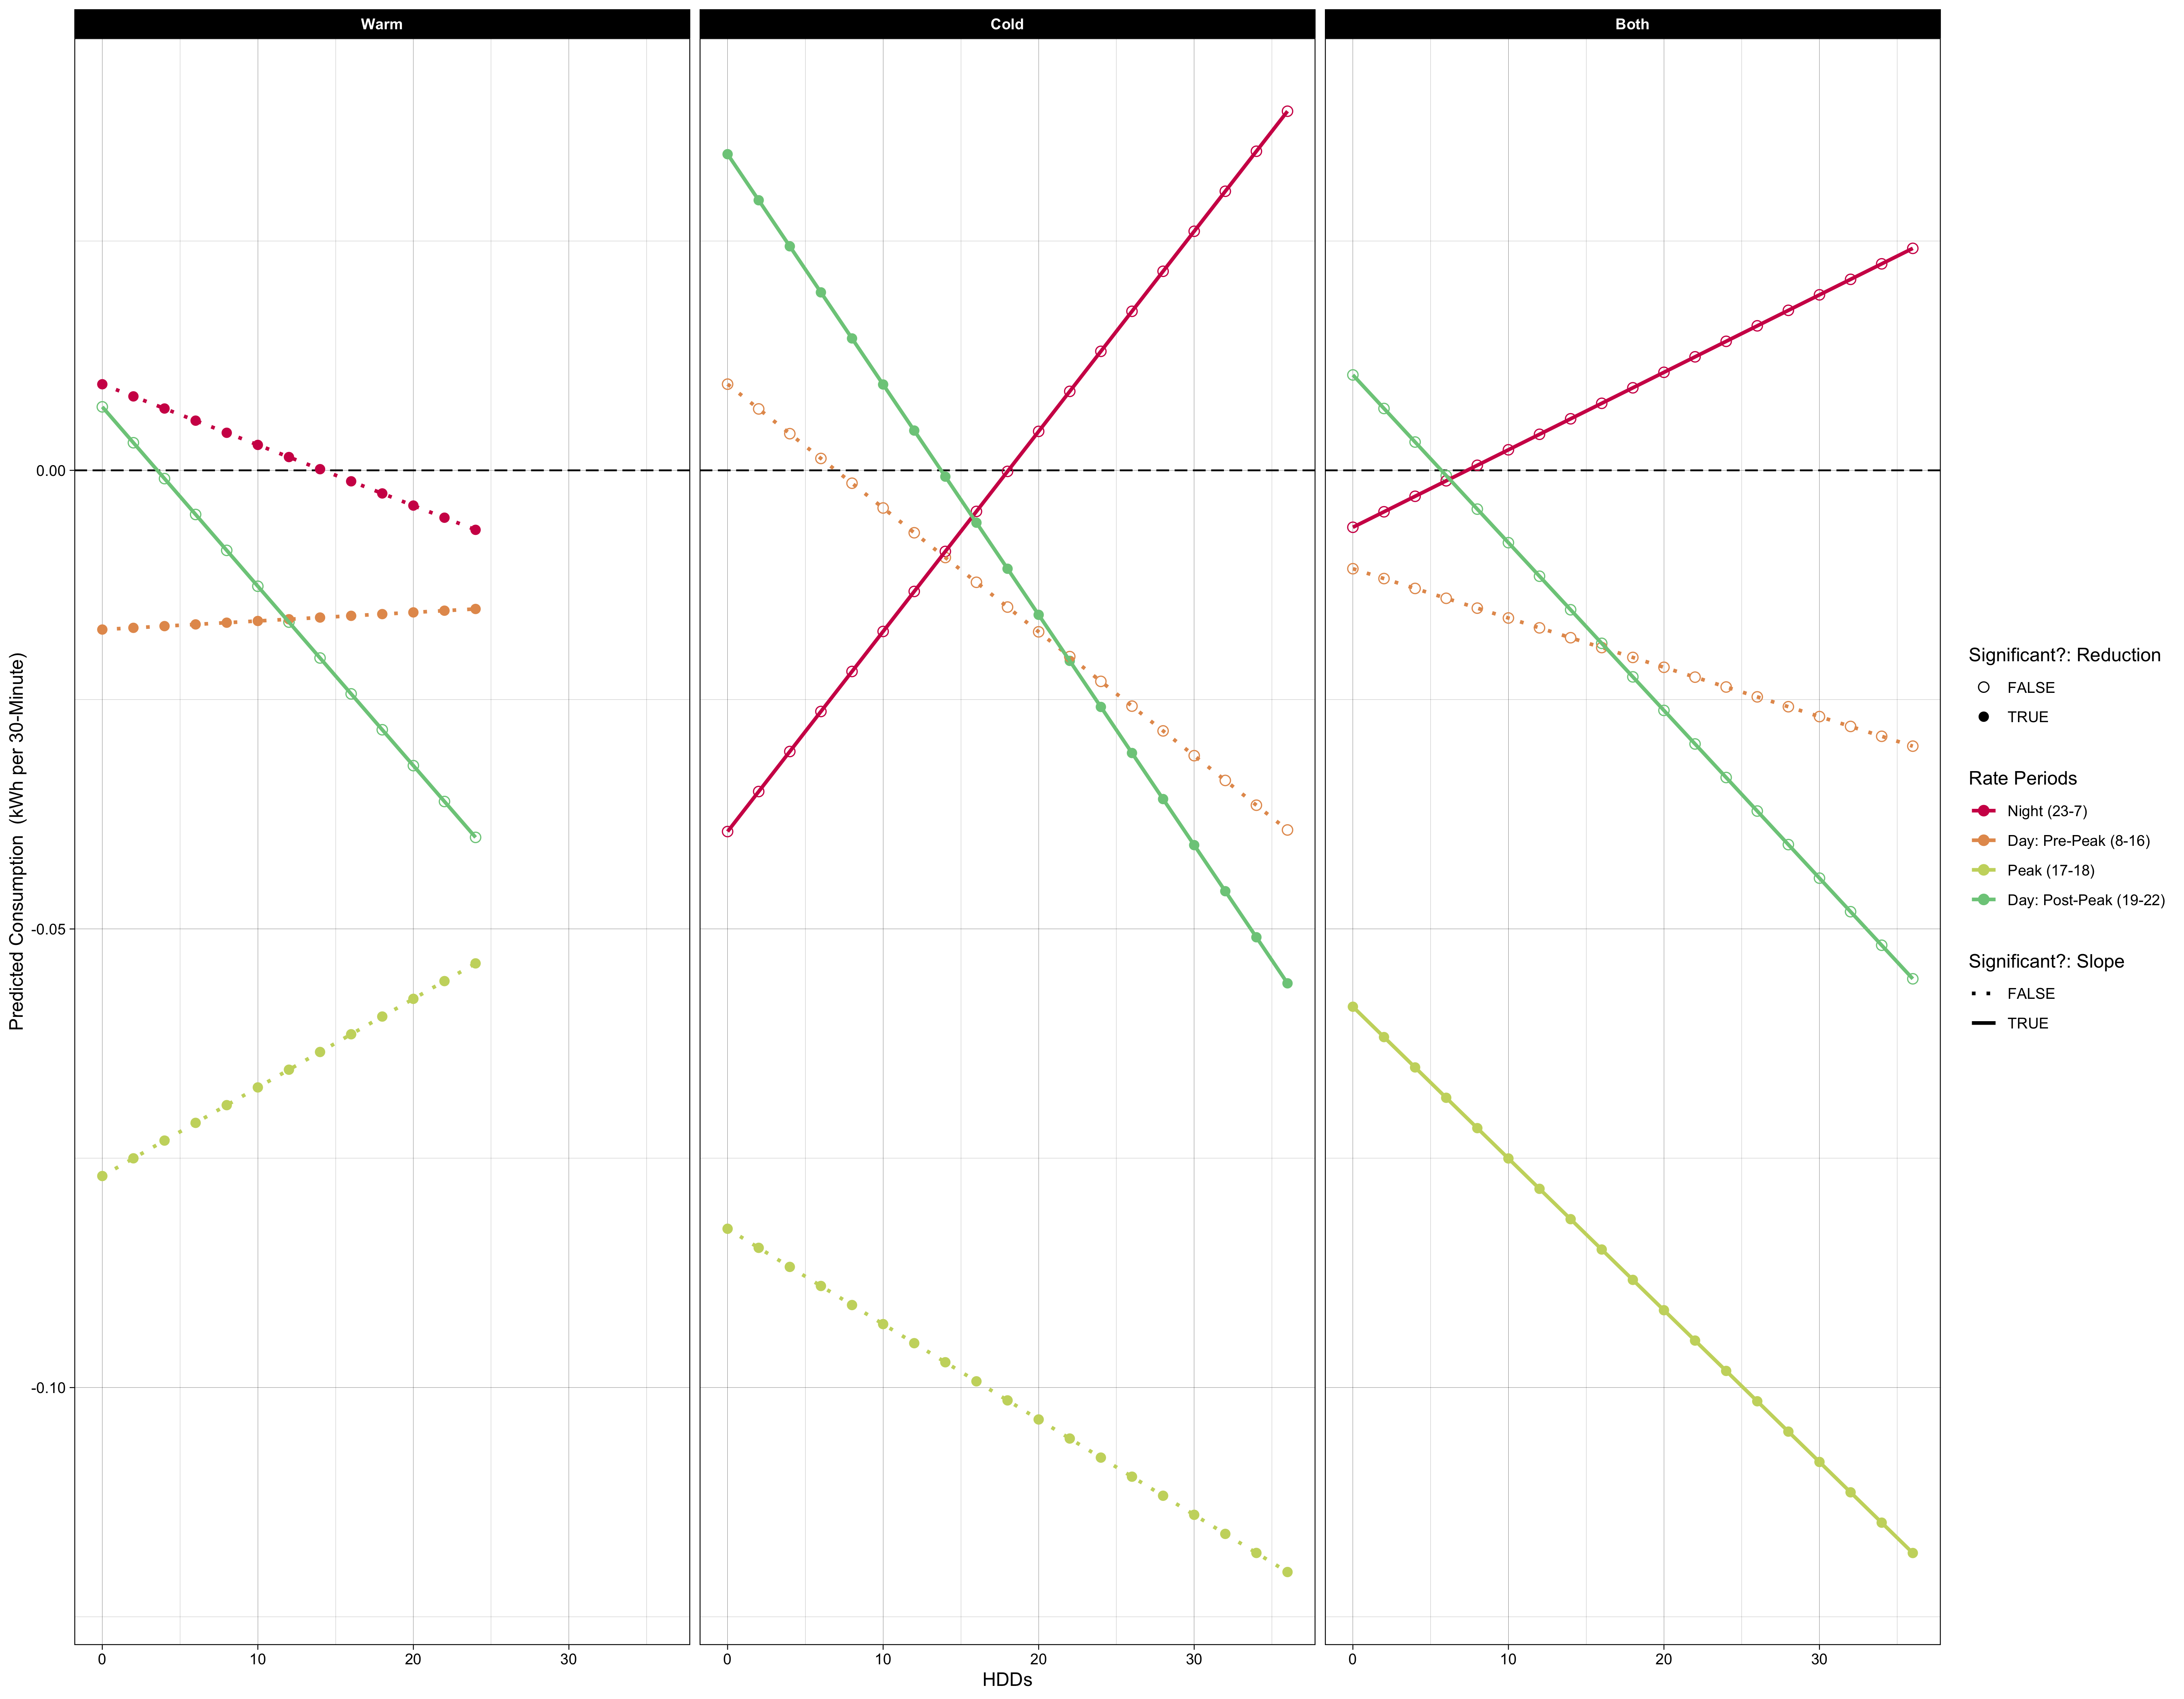 Warm
Cold
Both
Predicted Consumption (kWh per 30-Minute)
0.00
-0.05
-0.10
0 10 20 30
0 10 20 30
0 10 20 30
HDDs
Significant?: Reduction
FALSE
TRUE
Rate Periods
Night (23-7)
Day: Pre-Peak (8-16)
Peak (17-18)
Day: Post-Peak (19-22)
Significant?: Slope
FALSE
TRUE